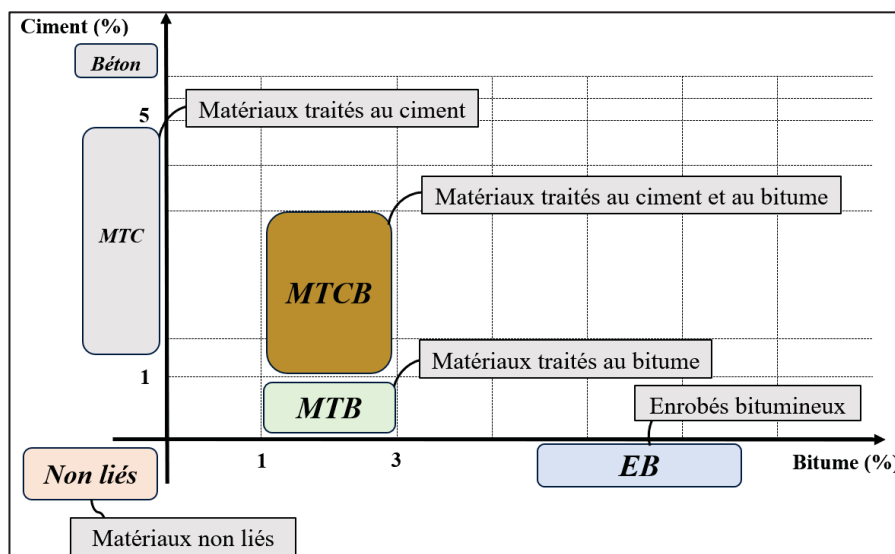 Ciment (%)
Béton
5
Matériaux traités au ciment
Matériaux traités au ciment et au bitume
MTC
MTCB
Matériaux traités au bitume
1
MTB
Enrobés bitumineux
Non liés
1
3
EB
Bitume (%)
Matériaux non liés